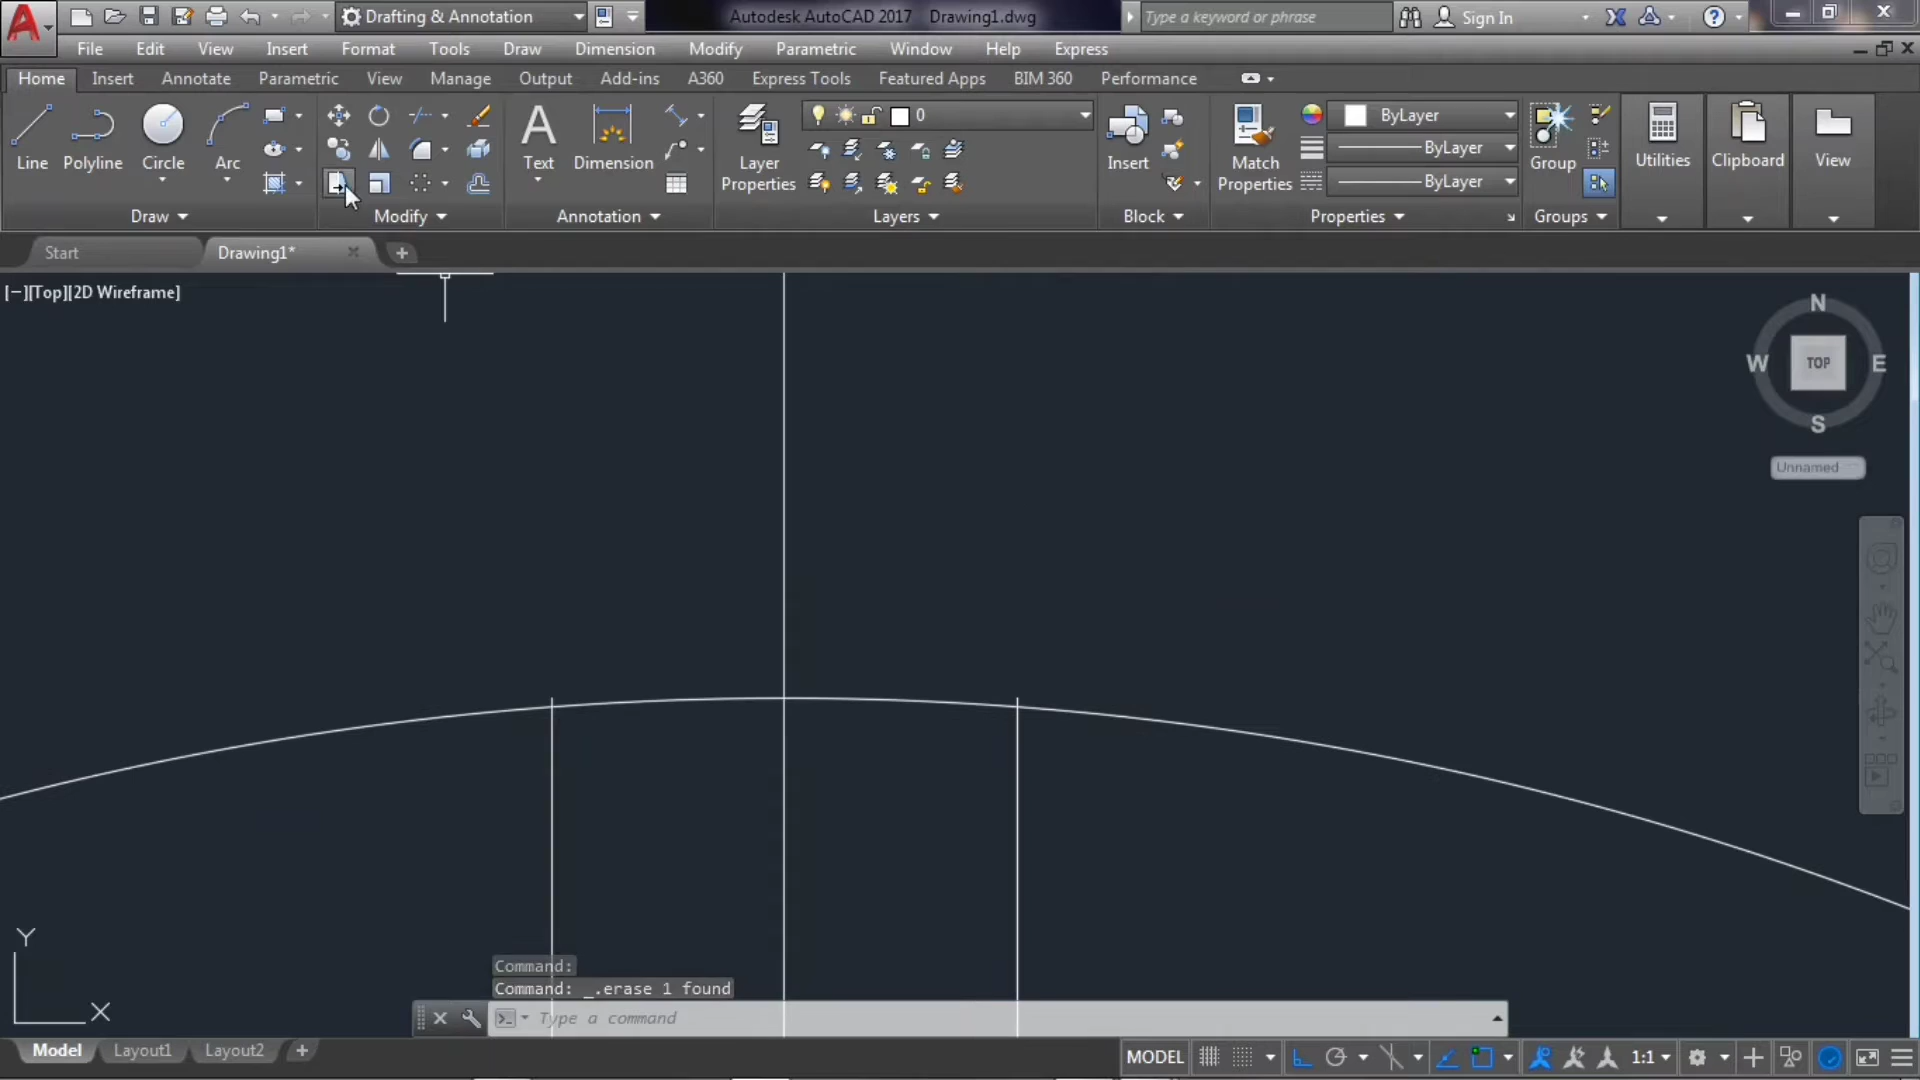 Drafting & Annotation
Autodesk AutoCAD 2017 Drawing1.dwg
Type a keyword or phrase
Sign In
File Edit View Insert Format Tools Draw Dimension Modify Parametric Window Help Express
Home Insert Annotate Parametric View Manage Output Add-ins A360 Express Tools Featured Apps BIM 360 Performance
0
ByLayer
ByLayer
ByLayer
Line Polyline Circle Arc
Text Dimension
Layer Properties
Insert
Match Properties
Group
Utilities Clipboard View
Draw Modify Annotation Layers Block Properties Groups
Start Drawing1*
[−][Top][2D Wireframe]
N
W TOP E
S
Unnamed
Y
X
Command:
Command: _.erase 1 found
Type a command
Model Layout1 Layout2
MODEL 1:1